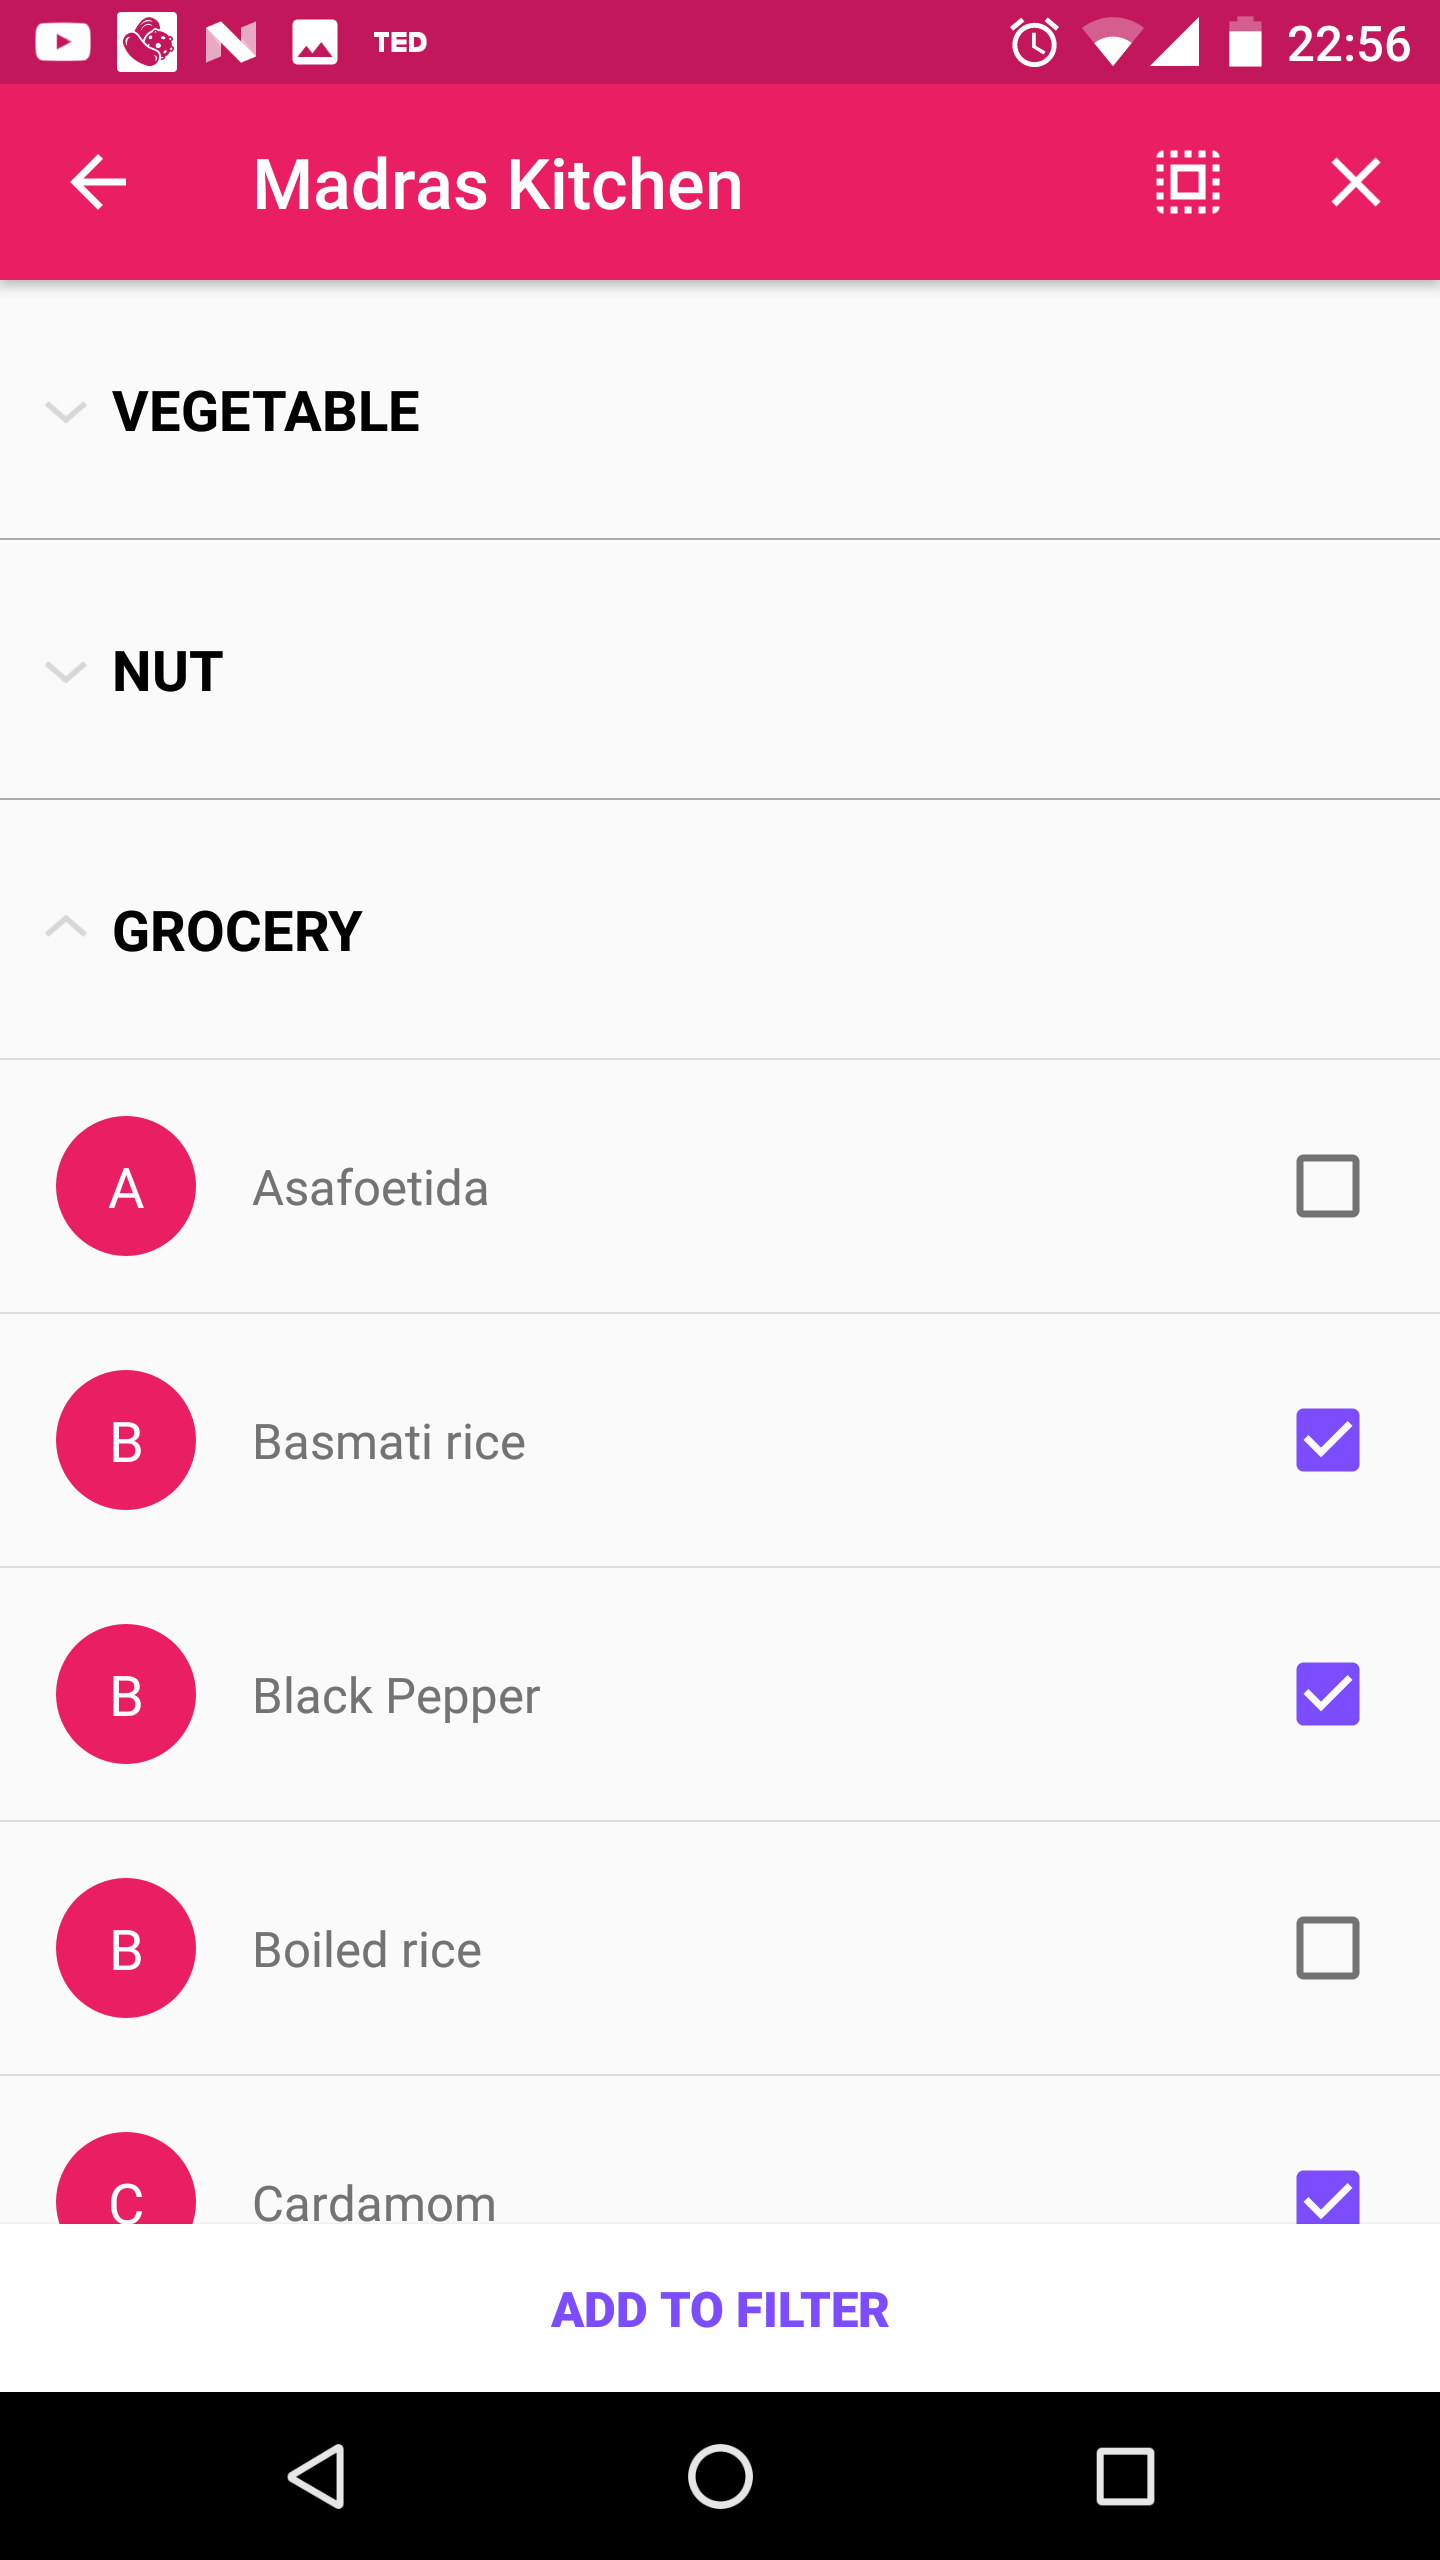 TED
22:56
Madras Kitchen
VEGETABLE
NUT
GROCERY
A Asafoetida
B Basmati rice
B Black Pepper
B Boiled rice
C Cardamom
ADD TO FILTER